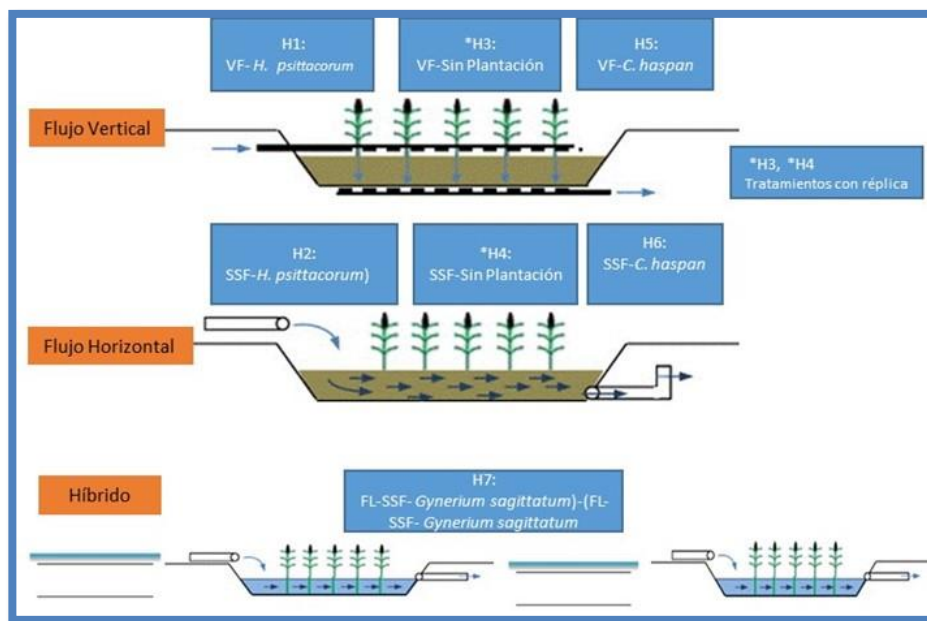 H1:
VF- H. psittacorum
*H3:
VF-Sin Plantación
H5:
VF-C. haspan
Flujo Vertical
*H3, *H4
Tratamientos con réplica
H2:
SSF-H. psittacorum)
*H4:
SSF-Sin Plantación
H6:
SSF-C. haspan
Flujo Horizontal
Híbrido
H7:
FL-SSF- Gynerium sagittatum)-(FL-
SSF- Gynerium sagittatum